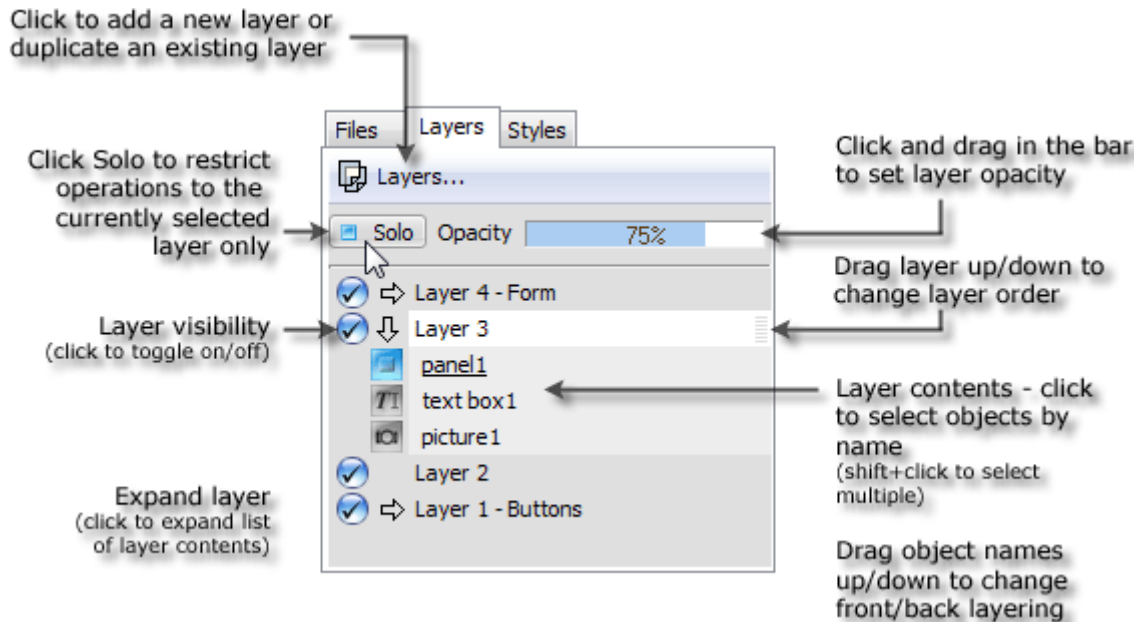 Click to add a new layer or
duplicate an existing layer
Files
Layers
Styles
Layers...
Solo
Opacity
75%
Click Solo to restrict
operations to the
currently selected
layer only
Click and drag in the bar
to set layer opacity
Drag layer up/down to
change layer order
Layer 4 - Form
Layer visibility
(click to toggle on/off)
Layer 3
panel1
text box1
picture1
Layer 2
Layer 1 - Buttons
Layer contents - click
to select objects by
name
(shift+click to select
multiple)
Expand layer
(click to expand list
of layer contents)
Drag object names
up/down to change
front/back layering